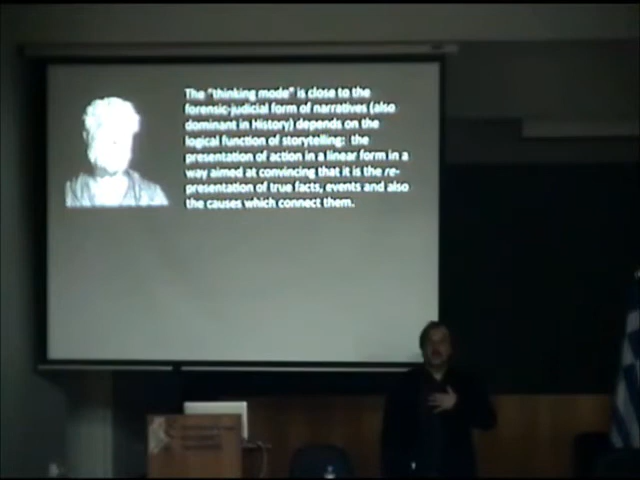 The "thinking mode" is close to the
forensic-judicial form of narratives (also
dominant in History) depends on the
logical function of storytelling: the
presentation of action in a linear form in a
way aimed at convincing that it is the re-
presentation of true facts, events and also
the causes which connect them.